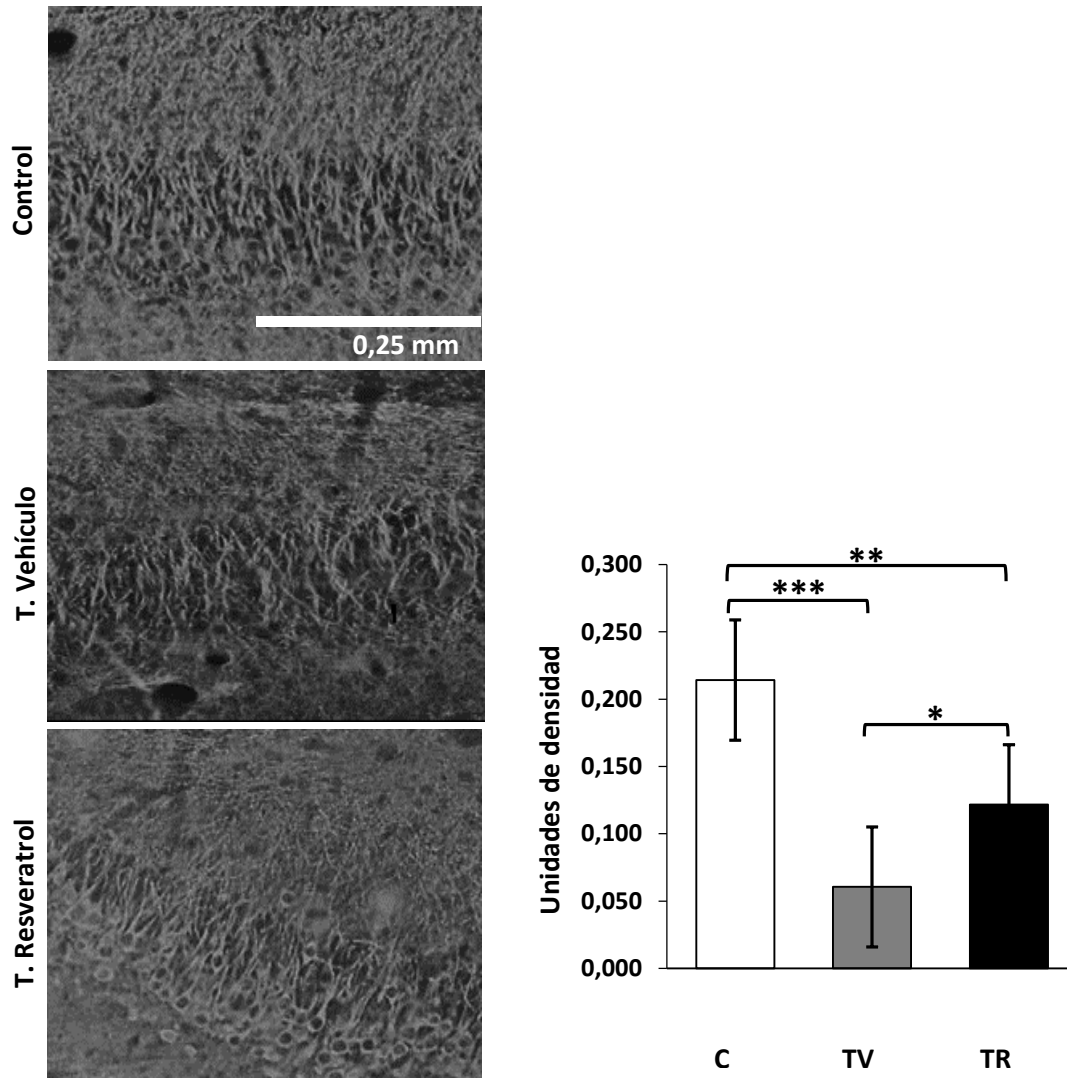 Control
0,25 mm
T. Vehículo
T. Resveratrol
Unidades de densidad
0,300
0,250
0,200
0,150
0,100
0,050
0,000
**
***
*
C TV TR